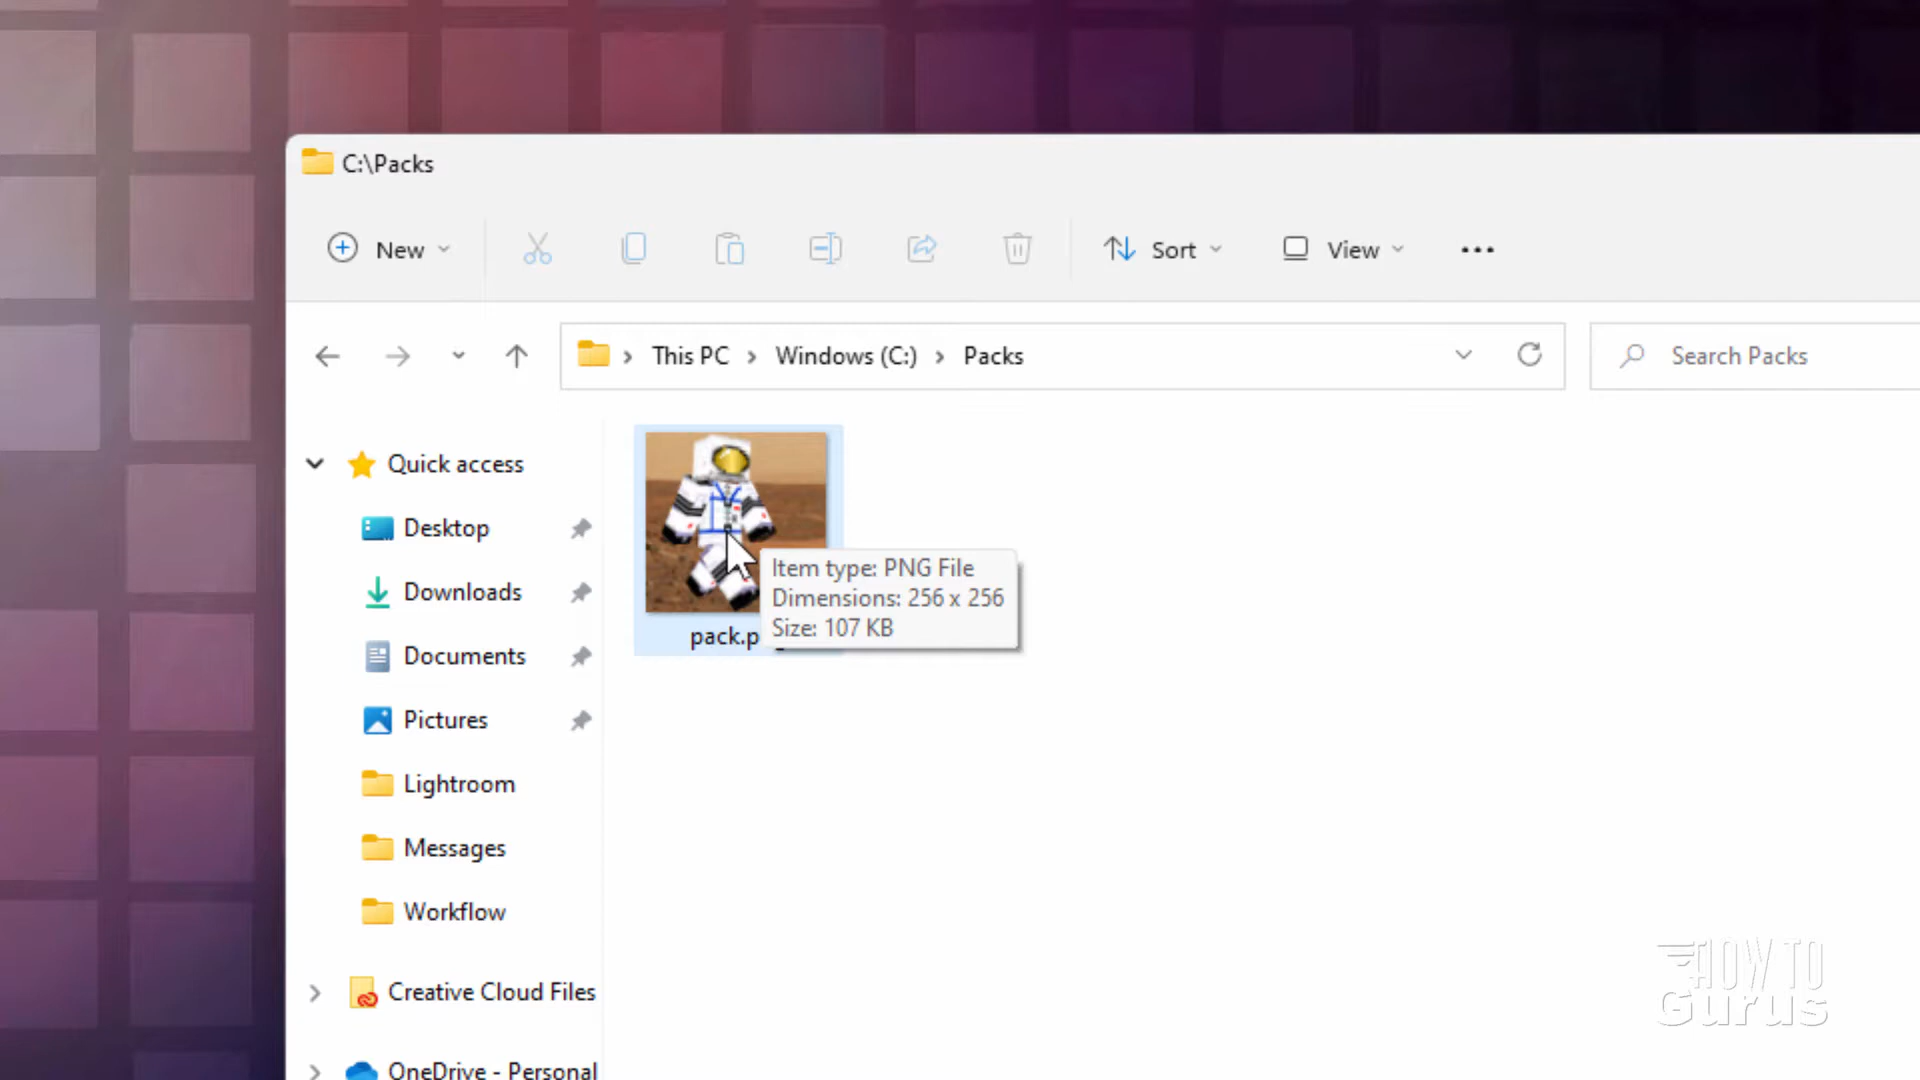 C:\Packs
New
Sort
View
This PC
Windows (C:)
Packs
Search Packs
Quick access
Desktop
Downloads
Documents
Pictures
Lightroom
Messages
Workflow
Creative Cloud Files
OneDrive - Personal
Item type: PNG File
Dimensions: 256 x 256
Size: 107 KB
pack.p
HOW TO
Gurus